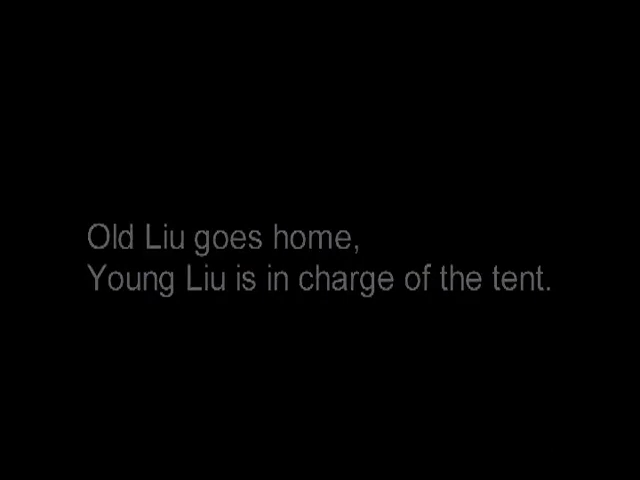 Old Liu goes home,
Young Liu is in charge of the tent.